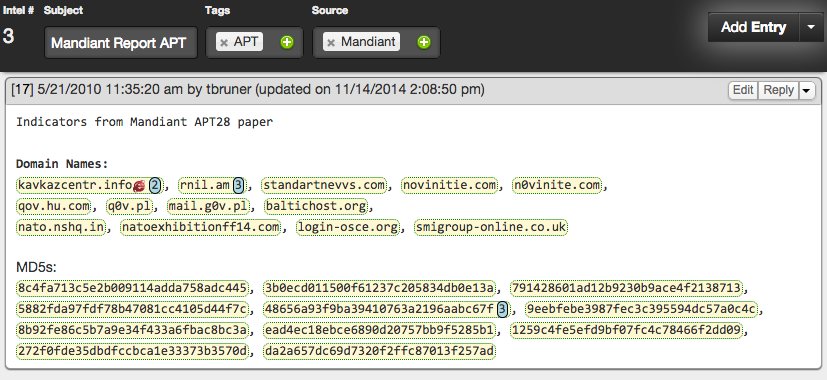 Intel # Subject Tags Source
3 Mandiant Report APT × APT × Mandiant Add Entry
[17] 5/21/2010 11:35:20 am by tbruner (updated on 11/14/2014 2:08:50 pm) Edit Reply
Indicators from Mandiant APT28 paper
Domain Names:
kavkazcentr.info 2, rnil.am 3, standartnevvs.com, novinitie.com, n0vinite.com,
qov.hu.com, q0v.pl, mail.g0v.pl, baltichost.org,
nato.nshq.in, natoexhibitionff14.com, login-osce.org, smigroup-online.co.uk
MD5s:
8c4fa713c5e2b009114adda758adc445, 3b0ecd011500f61237c205834db0e13a, 791428601ad12b9230b9ace4f2138713,
5882fda97fdf78b47081cc4105d44f7c, 48656a93f9ba39410763a2196aabc67f 3, 9eebfebe3987fec3c395594dc57a0c4c,
8b92fe86c5b7a9e34f433a6fbac8bc3a, ead4ec18ebce6890d20757bb9f5285b1, 1259c4fe5efd9bf07fc4c78466f2dd09,
272f0fde35dbdfccbca1e33373b3570d, da2a657dc69d7320f2ffc87013f257ad